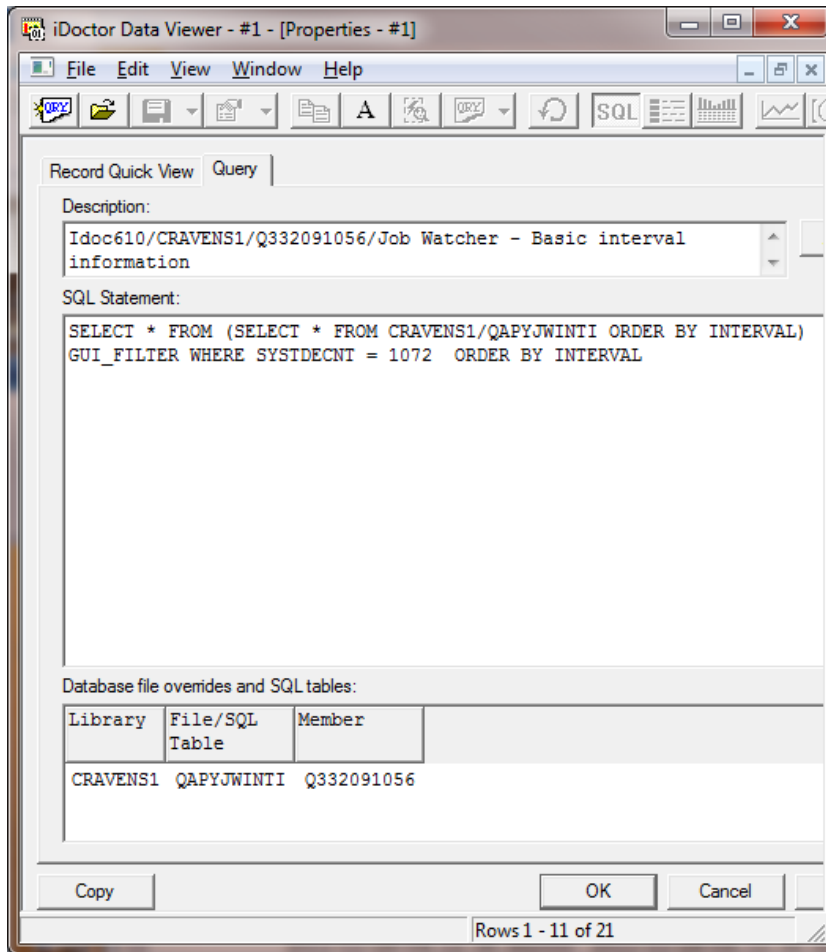 iDoctor Data Viewer - #1 - [Properties - #1]
File Edit View Window Help
QRY A QRY SQL
Record Quick View Query
Description:
Idoc610/CRAVENS1/Q332091056/Job Watcher - Basic interval
information
SQL Statement:
SELECT * FROM (SELECT * FROM CRAVENS1/QAPYJWINTI ORDER BY INTERVAL)
GUI_FILTER WHERE SYSTDECNT = 1072  ORDER BY INTERVAL
Database file overrides and SQL tables:
Library File/SQL Member
Table
CRAVENS1 QAPYJWINTI Q332091056
Copy OK Cancel
Rows 1 - 11 of 21